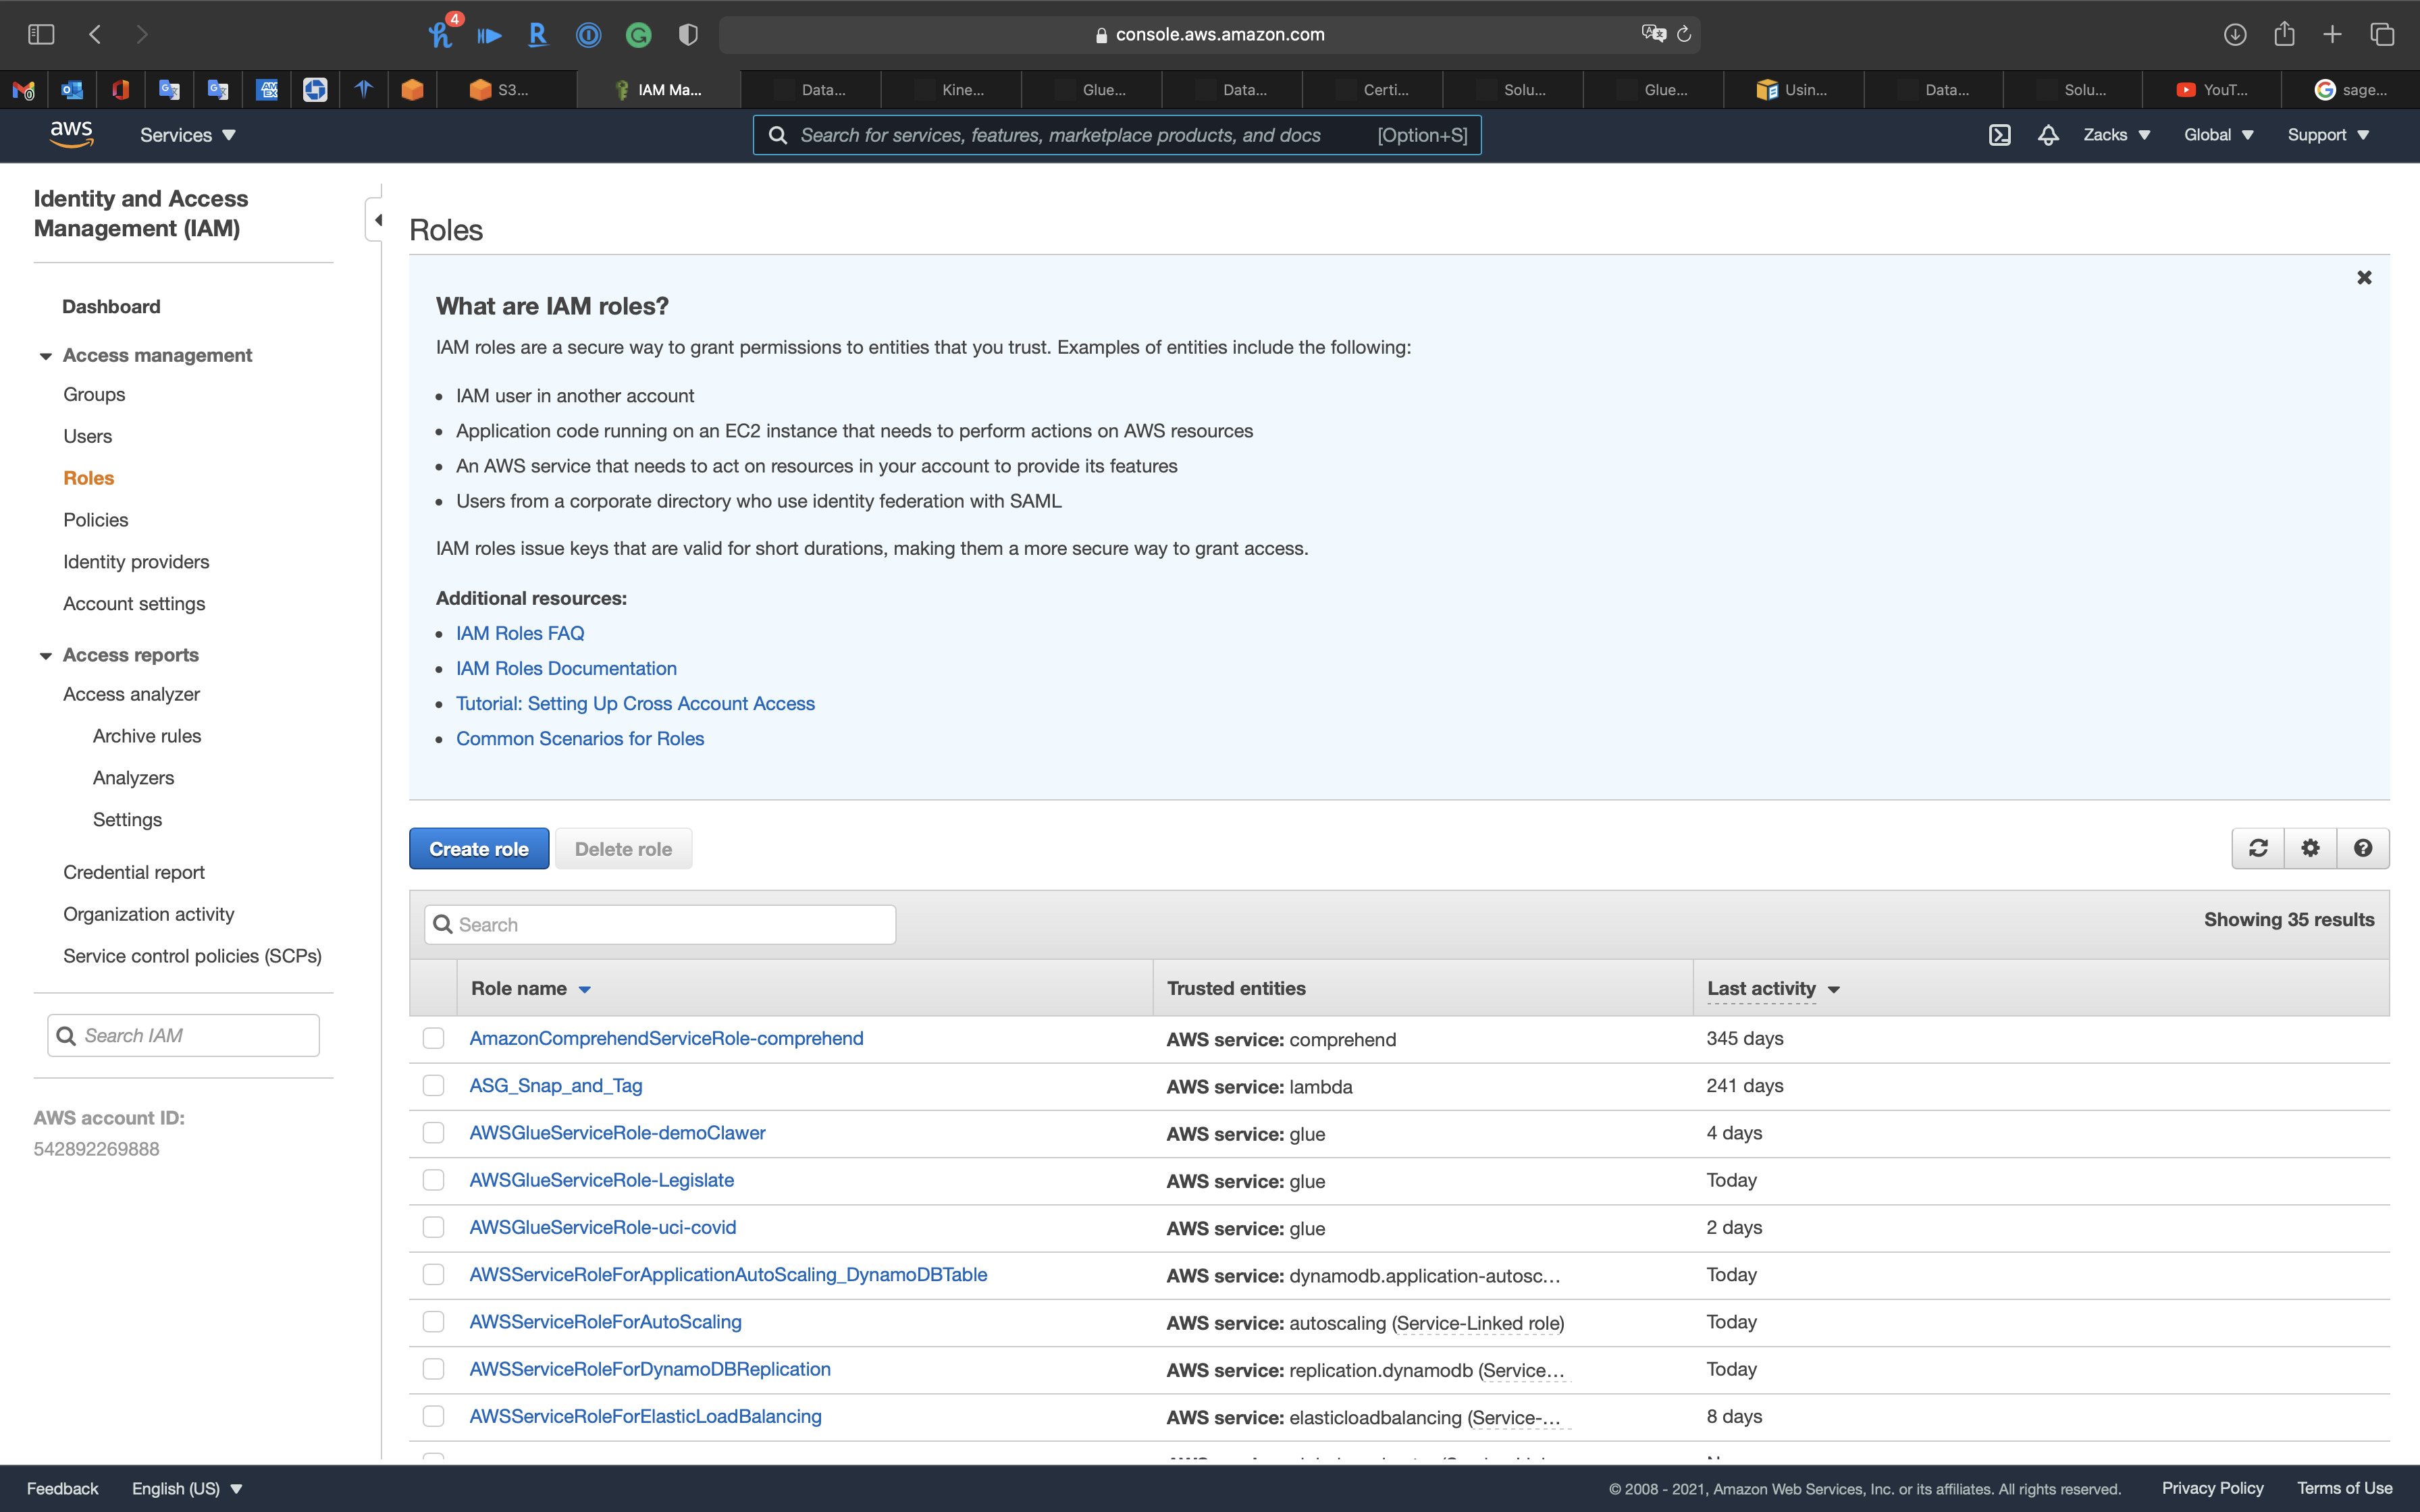 4
console.aws.amazon.com
S3...
IAM Ma...
Data...
Kine...
Glue...
Data...
Certi...
Solu...
Glue...
Usin...
Data...
Solu...
YouT...
sage...
aws
Services
Search for services, features, marketplace products, and docs [Option+S]
Zacks
Global
Support
Identity and Access
Management (IAM)
Dashboard
Access management
Groups
Users
Roles
Policies
Identity providers
Account settings
Access reports
Access analyzer
Archive rules
Analyzers
Settings
Credential report
Organization activity
Service control policies (SCPs)
Search IAM
AWS account ID:
542892269888
Roles
What are IAM roles?
IAM roles are a secure way to grant permissions to entities that you trust. Examples of entities include the following:
IAM user in another account
Application code running on an EC2 instance that needs to perform actions on AWS resources
An AWS service that needs to act on resources in your account to provide its features
Users from a corporate directory who use identity federation with SAML
IAM roles issue keys that are valid for short durations, making them a more secure way to grant access.
Additional resources:
IAM Roles FAQ
IAM Roles Documentation
Tutorial: Setting Up Cross Account Access
Common Scenarios for Roles
Create role
Delete role
Search
Showing 35 results
Role name Trusted entities Last activity
AmazonComprehendServiceRole-comprehend AWS service: comprehend 345 days
ASG_Snap_and_Tag AWS service: lambda 241 days
AWSGlueServiceRole-demoClawer AWS service: glue 4 days
AWSGlueServiceRole-Legislate AWS service: glue Today
AWSGlueServiceRole-uci-covid AWS service: glue 2 days
AWSServiceRoleForApplicationAutoScaling_DynamoDBTable AWS service: dynamodb.application-autosc... Today
AWSServiceRoleForAutoScaling AWS service: autoscaling (Service-Linked role) Today
AWSServiceRoleForDynamoDBReplication AWS service: replication.dynamodb (Service... Today
AWSServiceRoleForElasticLoadBalancing AWS service: elasticloadbalancing (Service-... 8 days
Feedback
English (US)
© 2008 - 2021, Amazon Web Services, Inc. or its affiliates. All rights reserved.
Privacy Policy
Terms of Use